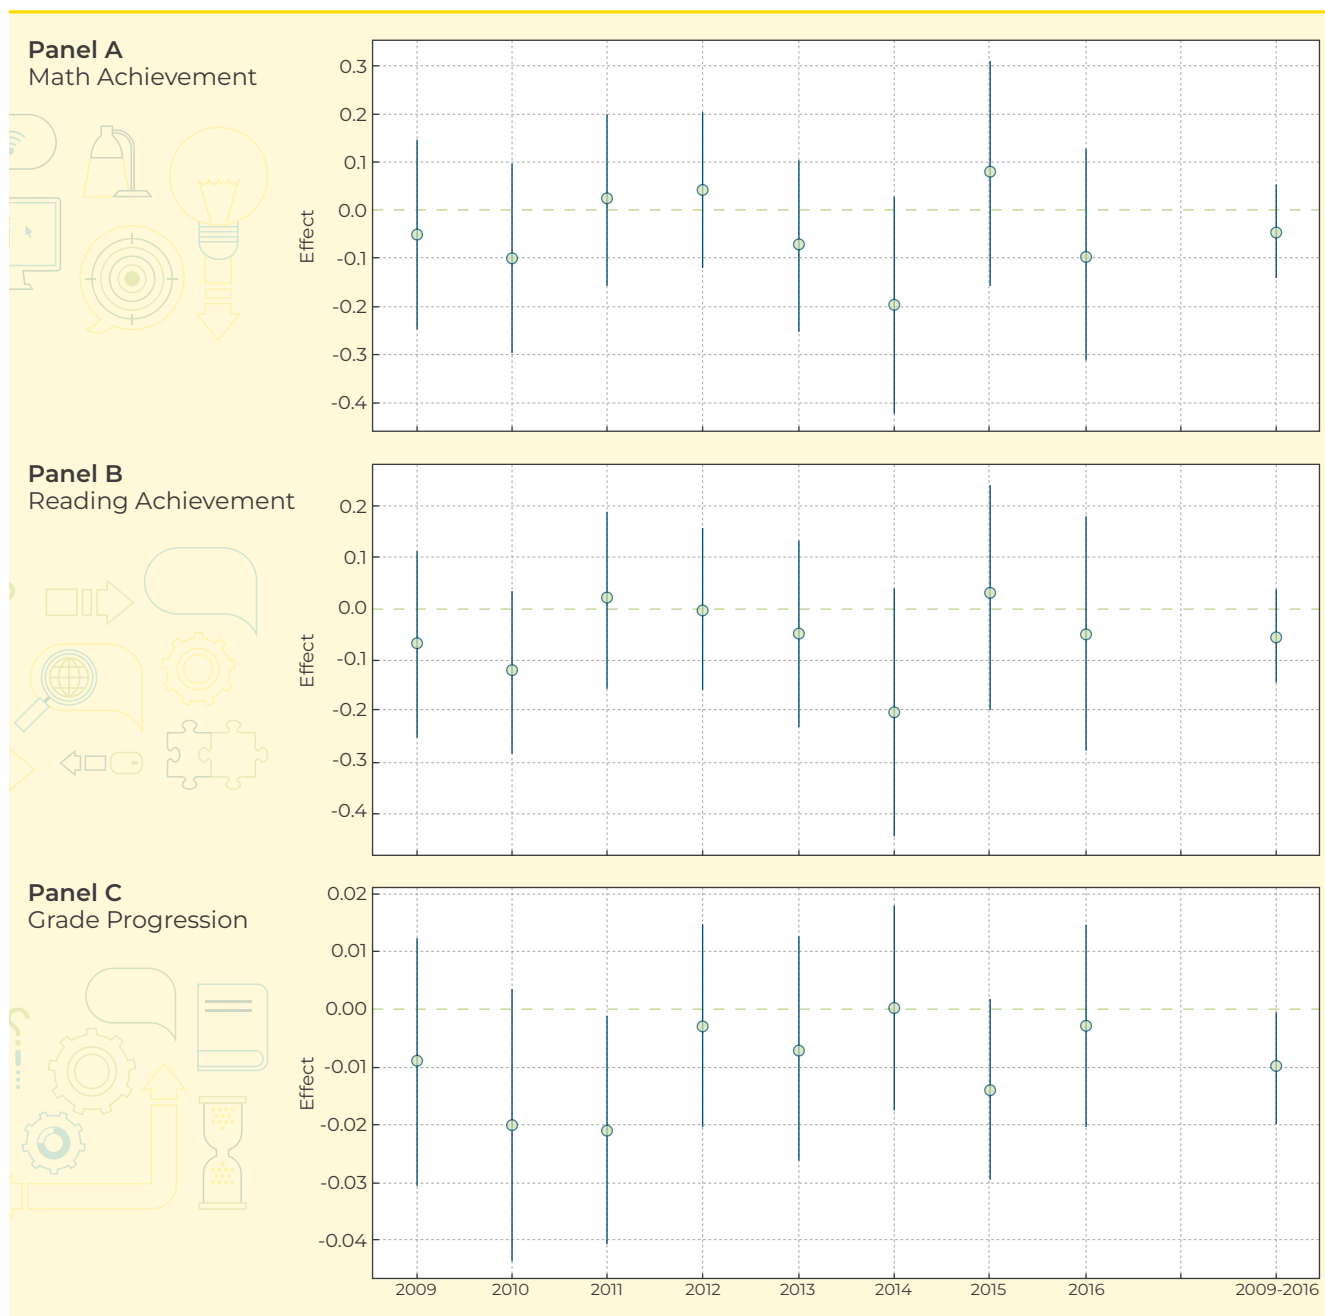 Panel A
Math Achievement
0.3
0.2
0.1
0.0
-0.1
-0.2
-0.3
-0.4
Effect
Panel B
Reading Achievement
0.2
0.1
0.0
-0.1
-0.2
-0.3
-0.4
Effect
Panel C
Grade Progression
0.02
0.01
0.00
-0.01
-0.02
-0.03
-0.04
Effect
2009 2010 2011 2012 2013 2014 2015 2016 2009-2016